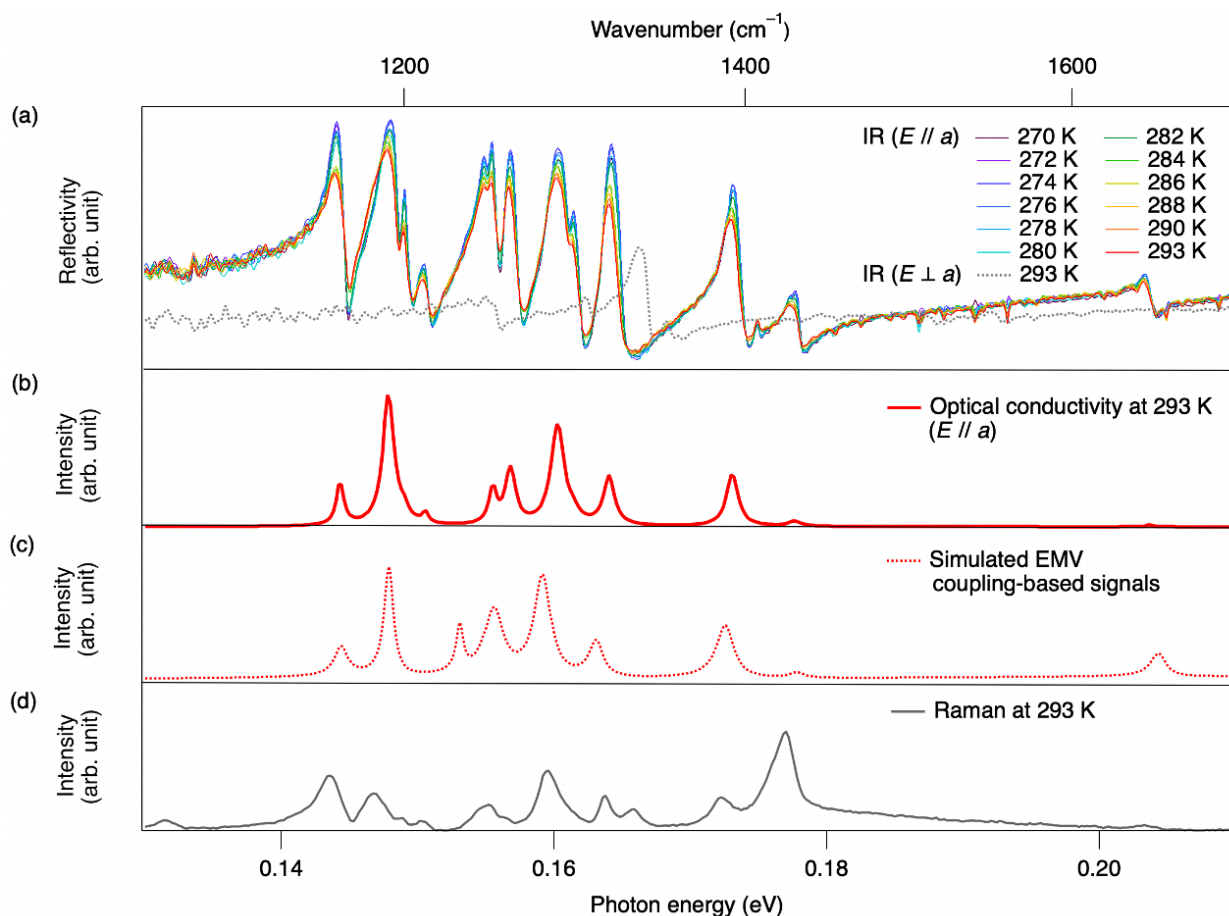 Wavenumber (cm⁻¹)
1200 1400 1600
(a)
Reflectivity
(arb. unit)
IR (E // a)
270 K 282 K
272 K 284 K
274 K 286 K
276 K 288 K
278 K 290 K
280 K 293 K
IR (E ⊥ a) 293 K
(b)
Intensity
(arb. unit)
Optical conductivity at 293 K
(E // a)
(c)
Intensity
(arb. unit)
Simulated EMV
coupling-based signals
(d)
Intensity
(arb. unit)
Raman at 293 K
0.14 0.16 0.18 0.20
Photon energy (eV)